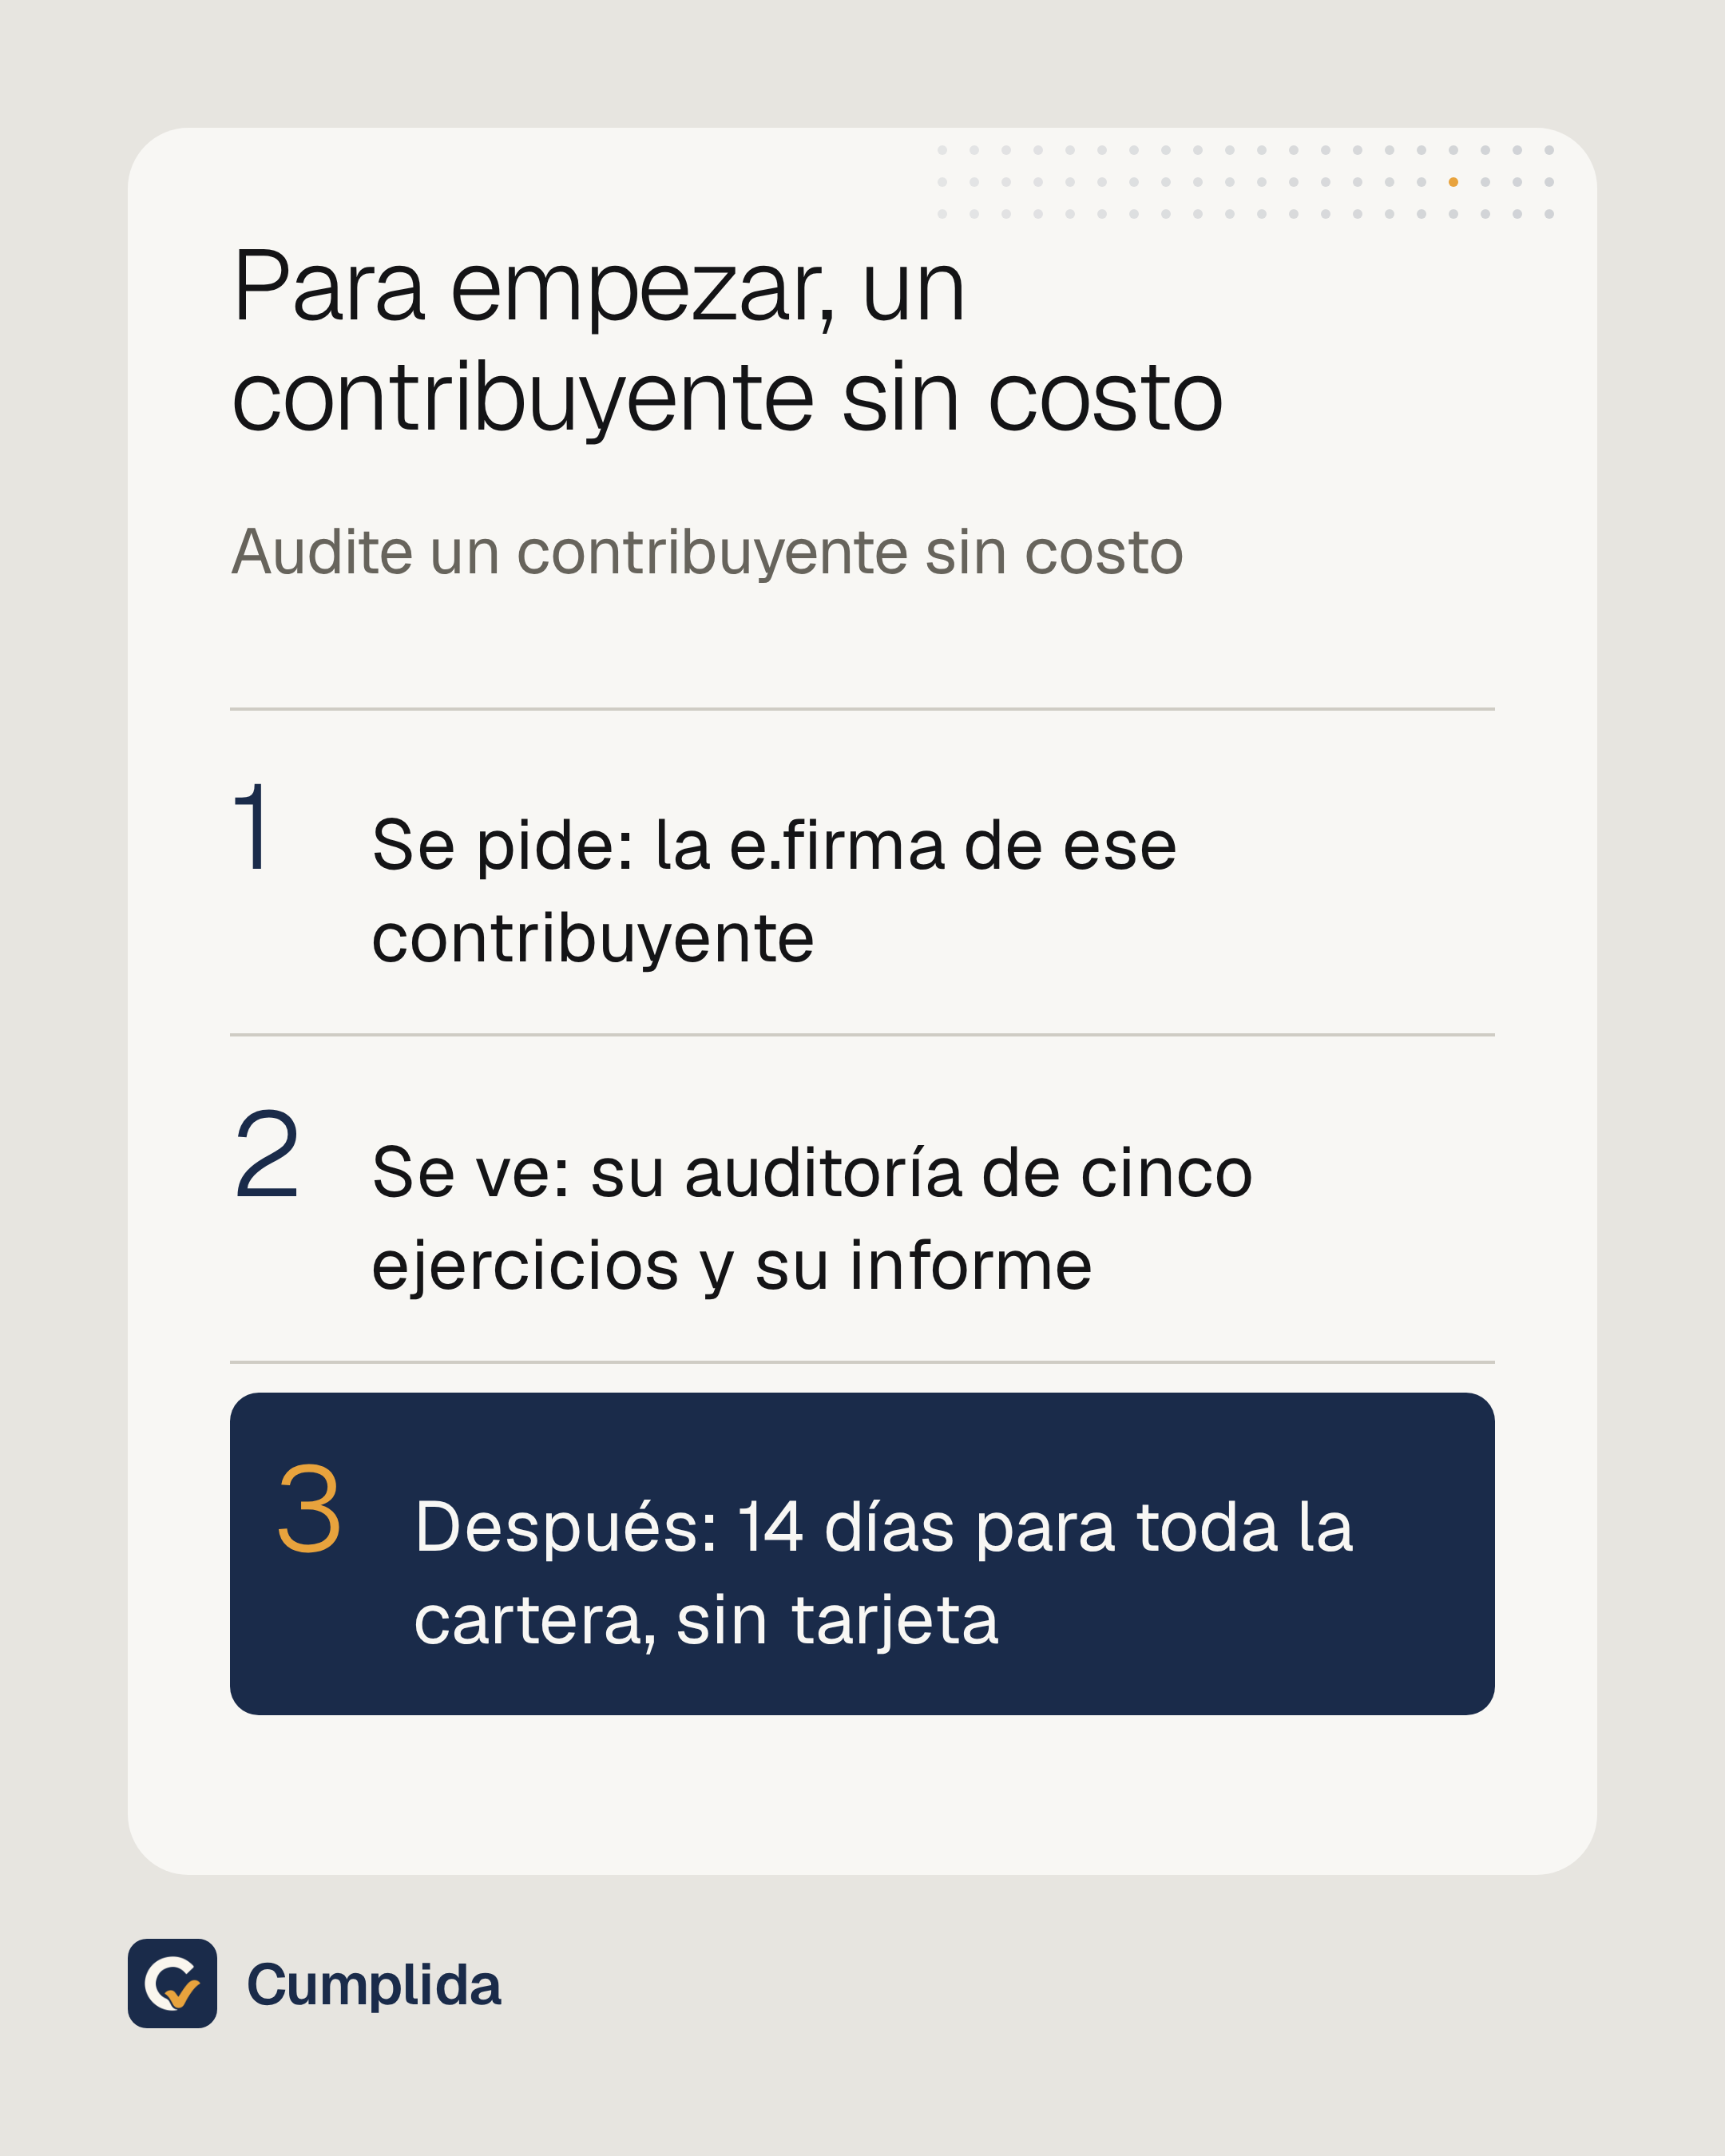 Para empezar, un
contribuyente sin costo
Audite un contribuyente sin costo
1
Se pide: la e.firma de ese
contribuyente
2
Se ve: su auditoría de cinco
ejercicios y su informe
3
Después: 14 días para toda la
cartera, sin tarjeta
Cumplida